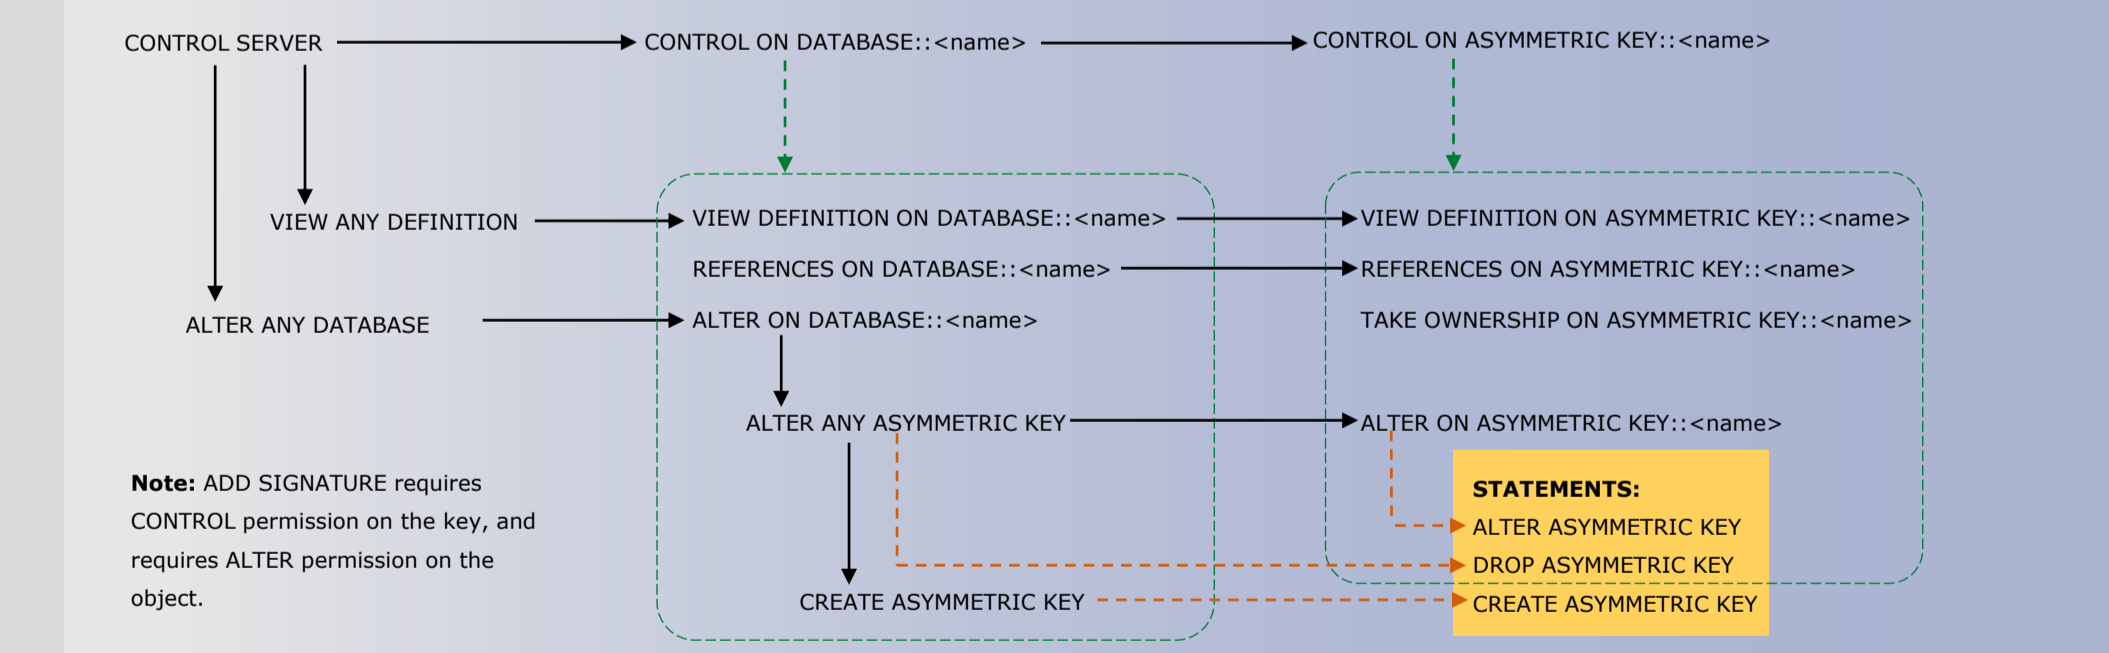 CONTROL SERVER
CONTROL ON DATABASE::<name>
CONTROL ON ASYMMETRIC KEY::<name>
VIEW ANY DEFINITION
VIEW DEFINITION ON DATABASE::<name>
VIEW DEFINITION ON ASYMMETRIC KEY::<name>
REFERENCES ON DATABASE::<name>
REFERENCES ON ASYMMETRIC KEY::<name>
ALTER ANY DATABASE
ALTER ON DATABASE::<name>
TAKE OWNERSHIP ON ASYMMETRIC KEY::<name>
ALTER ANY ASYMMETRIC KEY
ALTER ON ASYMMETRIC KEY::<name>
Note: ADD SIGNATURE requires
CONTROL permission on the key, and
requires ALTER permission on the
object.
STATEMENTS:
ALTER ASYMMETRIC KEY
DROP ASYMMETRIC KEY
CREATE ASYMMETRIC KEY
CREATE ASYMMETRIC KEY